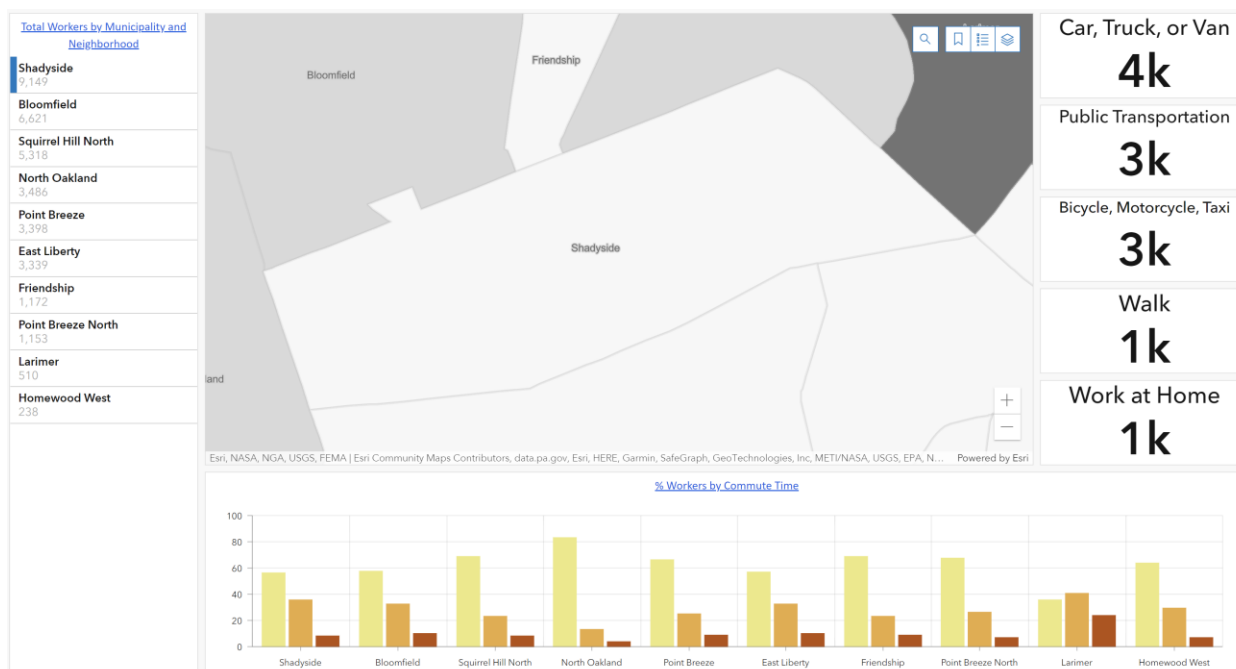 Total Workers by Municipality and
Neighborhood
Shadyside
9,149
Bloomfield
6,621
Squirrel Hill North
5,318
North Oakland
3,486
Point Breeze
3,398
East Liberty
3,339
Friendship
1,172
Point Breeze North
1,153
Larimer
510
Homewood West
238
Friendship
Bloomfield
Shadyside
land
+
−
Esri, NASA, NGA, USGS, FEMA | Esri Community Maps Contributors, data.pa.gov, Esri, HERE, Garmin, SafeGraph, GeoTechnologies, Inc, METI/NASA, USGS, EPA, N... Powered by Esri
Car, Truck, or Van
4k
Public Transportation
3k
Bicycle, Motorcycle, Taxi
3k
Walk
1k
Work at Home
1k
% Workers by Commute Time
100
80
60
40
20
0
Shadyside Bloomfield Squirrel Hill North North Oakland Point Breeze East Liberty Friendship Point Breeze North Larimer Homewood West